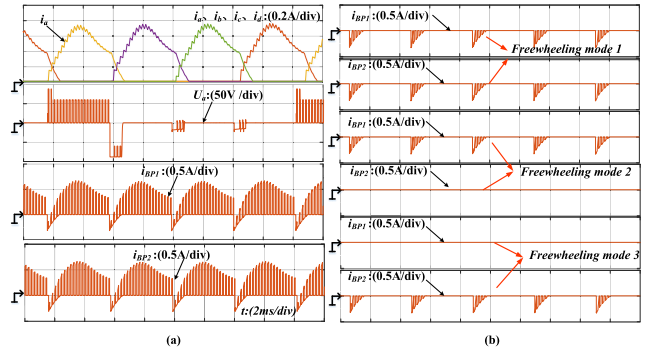 iₐ
iₐ、 i_b、 i_c、 i_d:(0.2A/div)
Uₐ:(50V /div)
i_BP1:(0.5A/div)
i_BP2:(0.5A/div)
t:(2ms/div)
(a)
i_BP1:(0.5A/div)
Freewheeling mode 1
i_BP2:(0.5A/div)
i_BP1:(0.5A/div)
Freewheeling mode 2
i_BP2:(0.5A/div)
i_BP1:(0.5A/div)
Freewheeling mode 3
i_BP2:(0.5A/div)
(b)